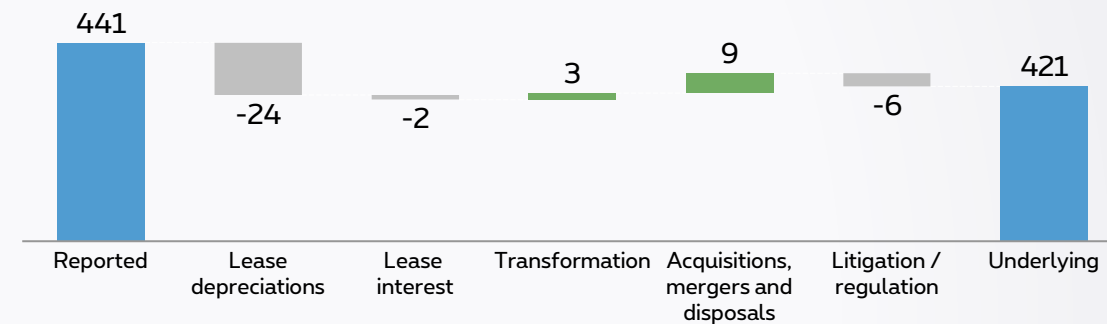 441
-24
-2
3
9
-6
421
Reported
Lease
depreciations
Lease
interest
Transformation
Acquisitions,
mergers and
disposals
Litigation /
regulation
Underlying